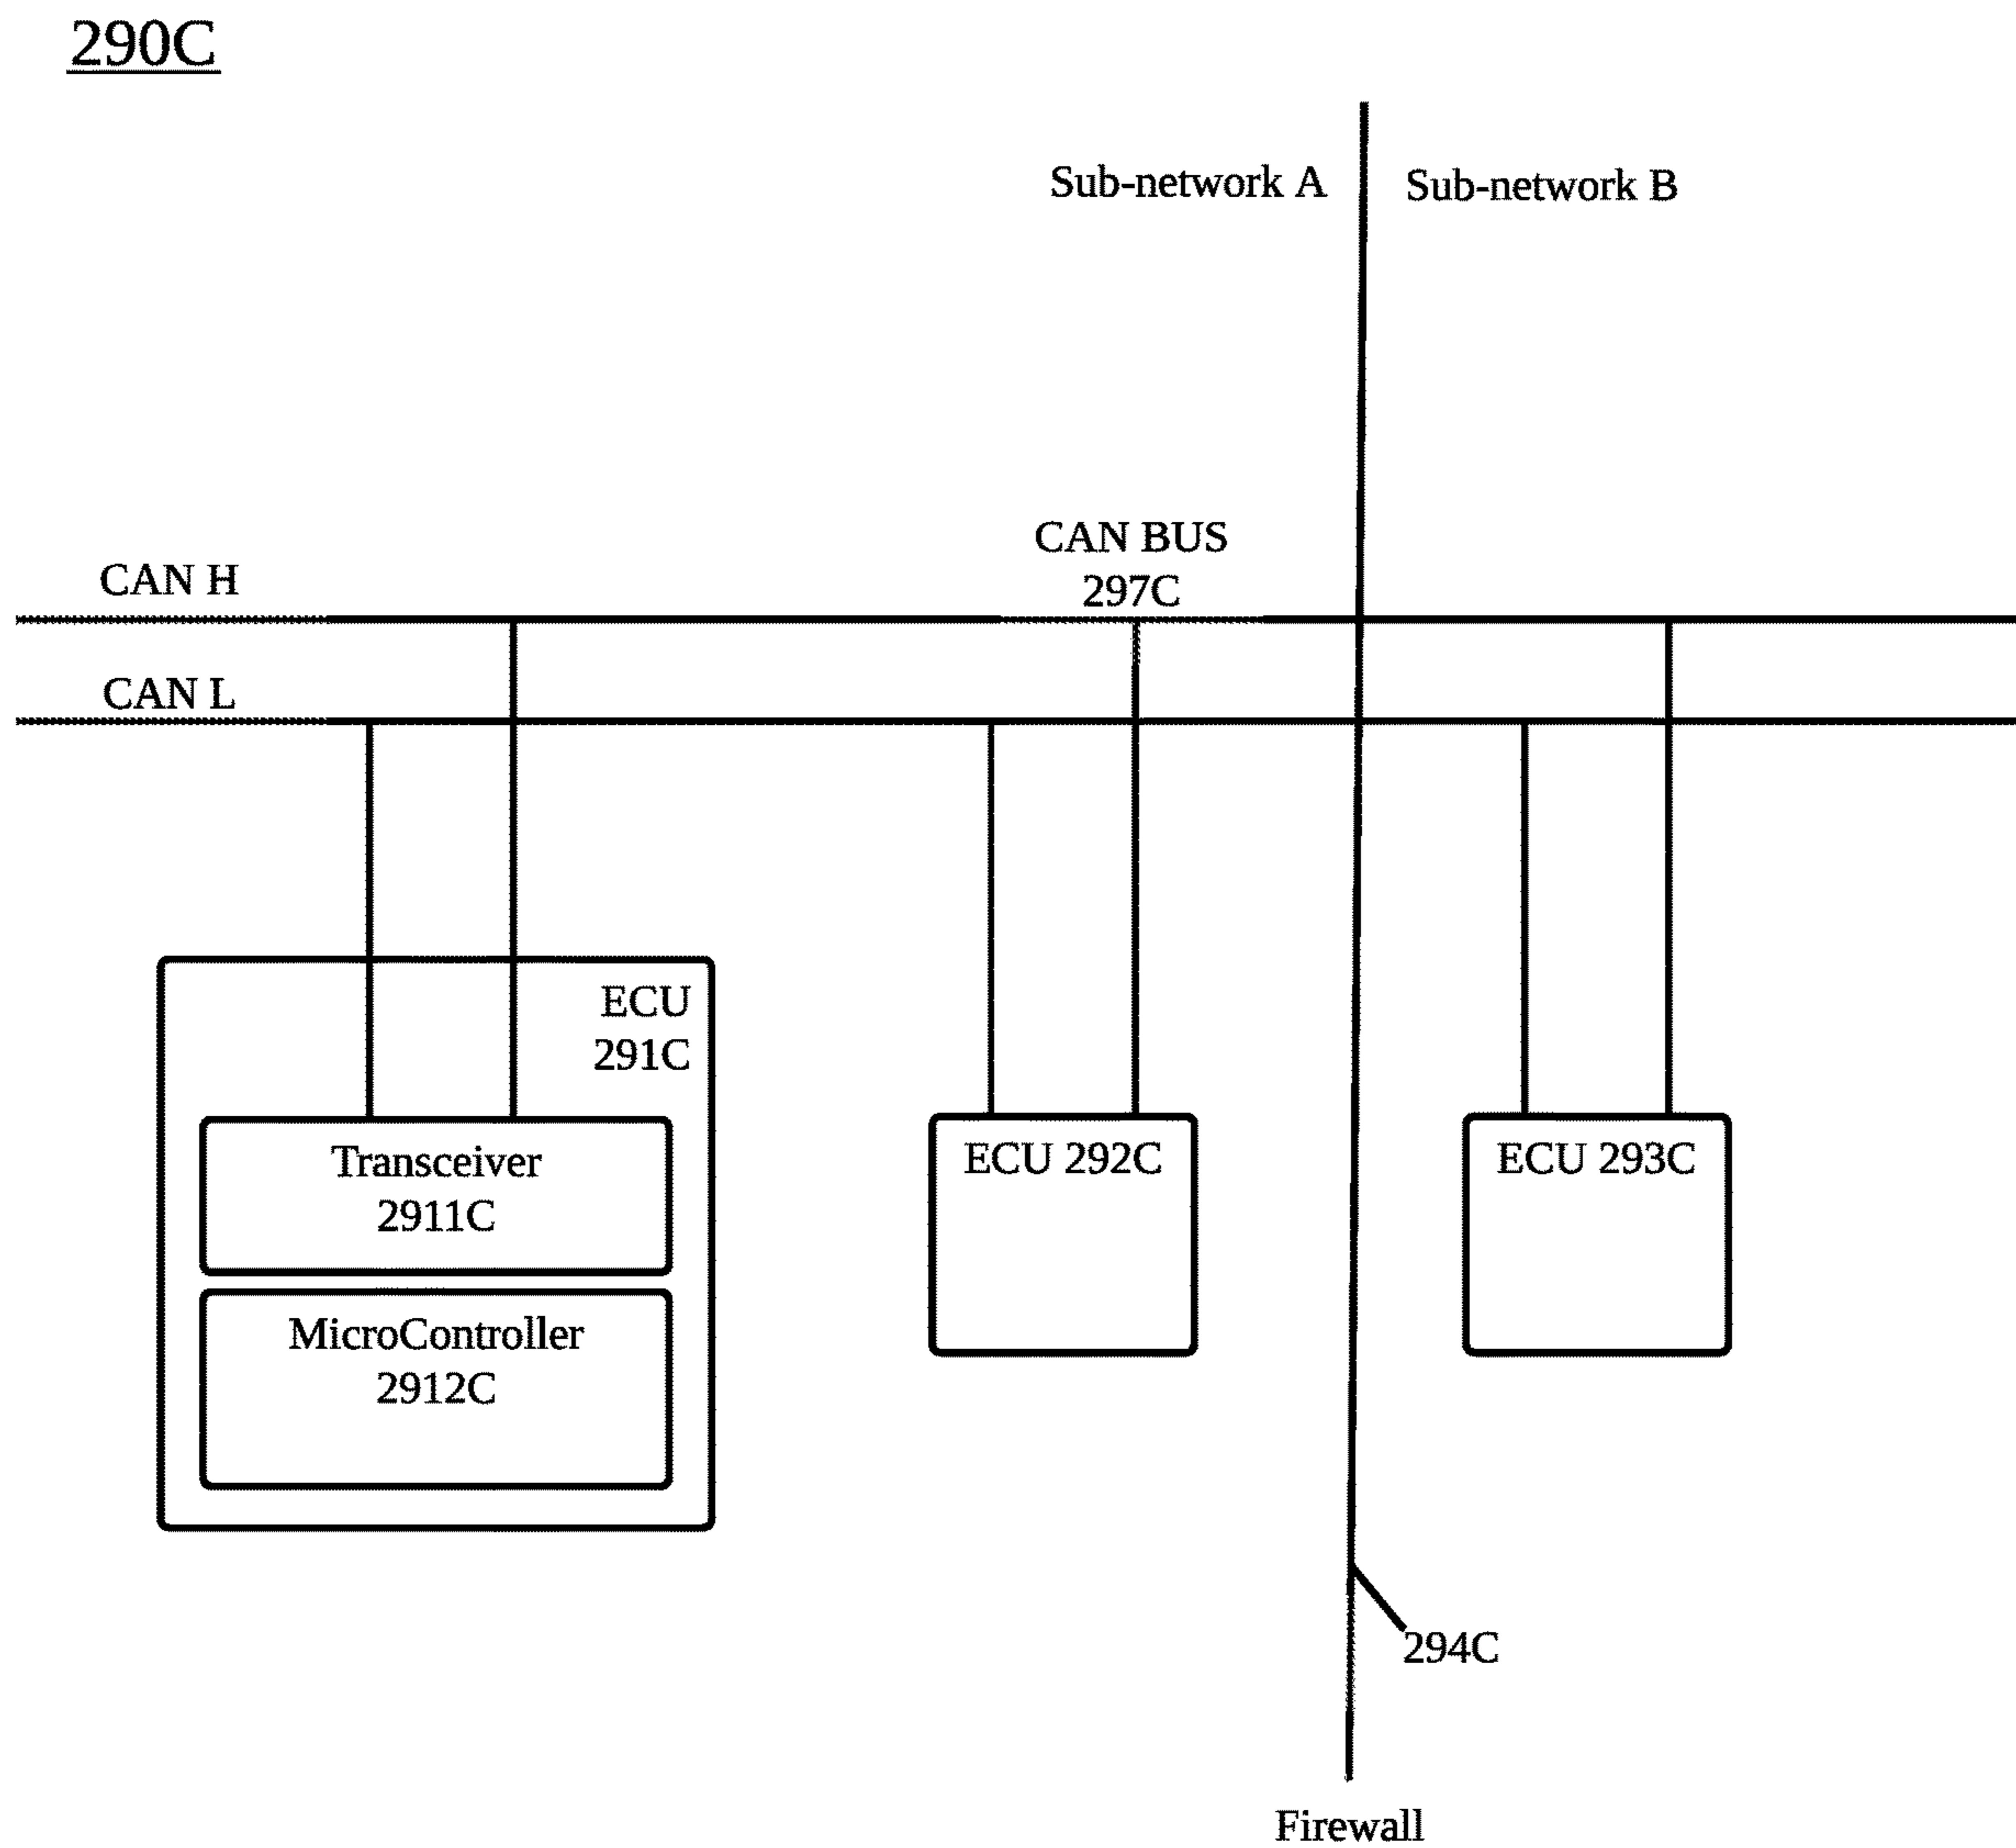 290C
Sub-network A
Sub-network B
CAN BUS
297C
CAN H
CAN L
ECU
291C
Transceiver
2911C
MicroController
2912C
ECU 292C
ECU 293C
294C
Firewall